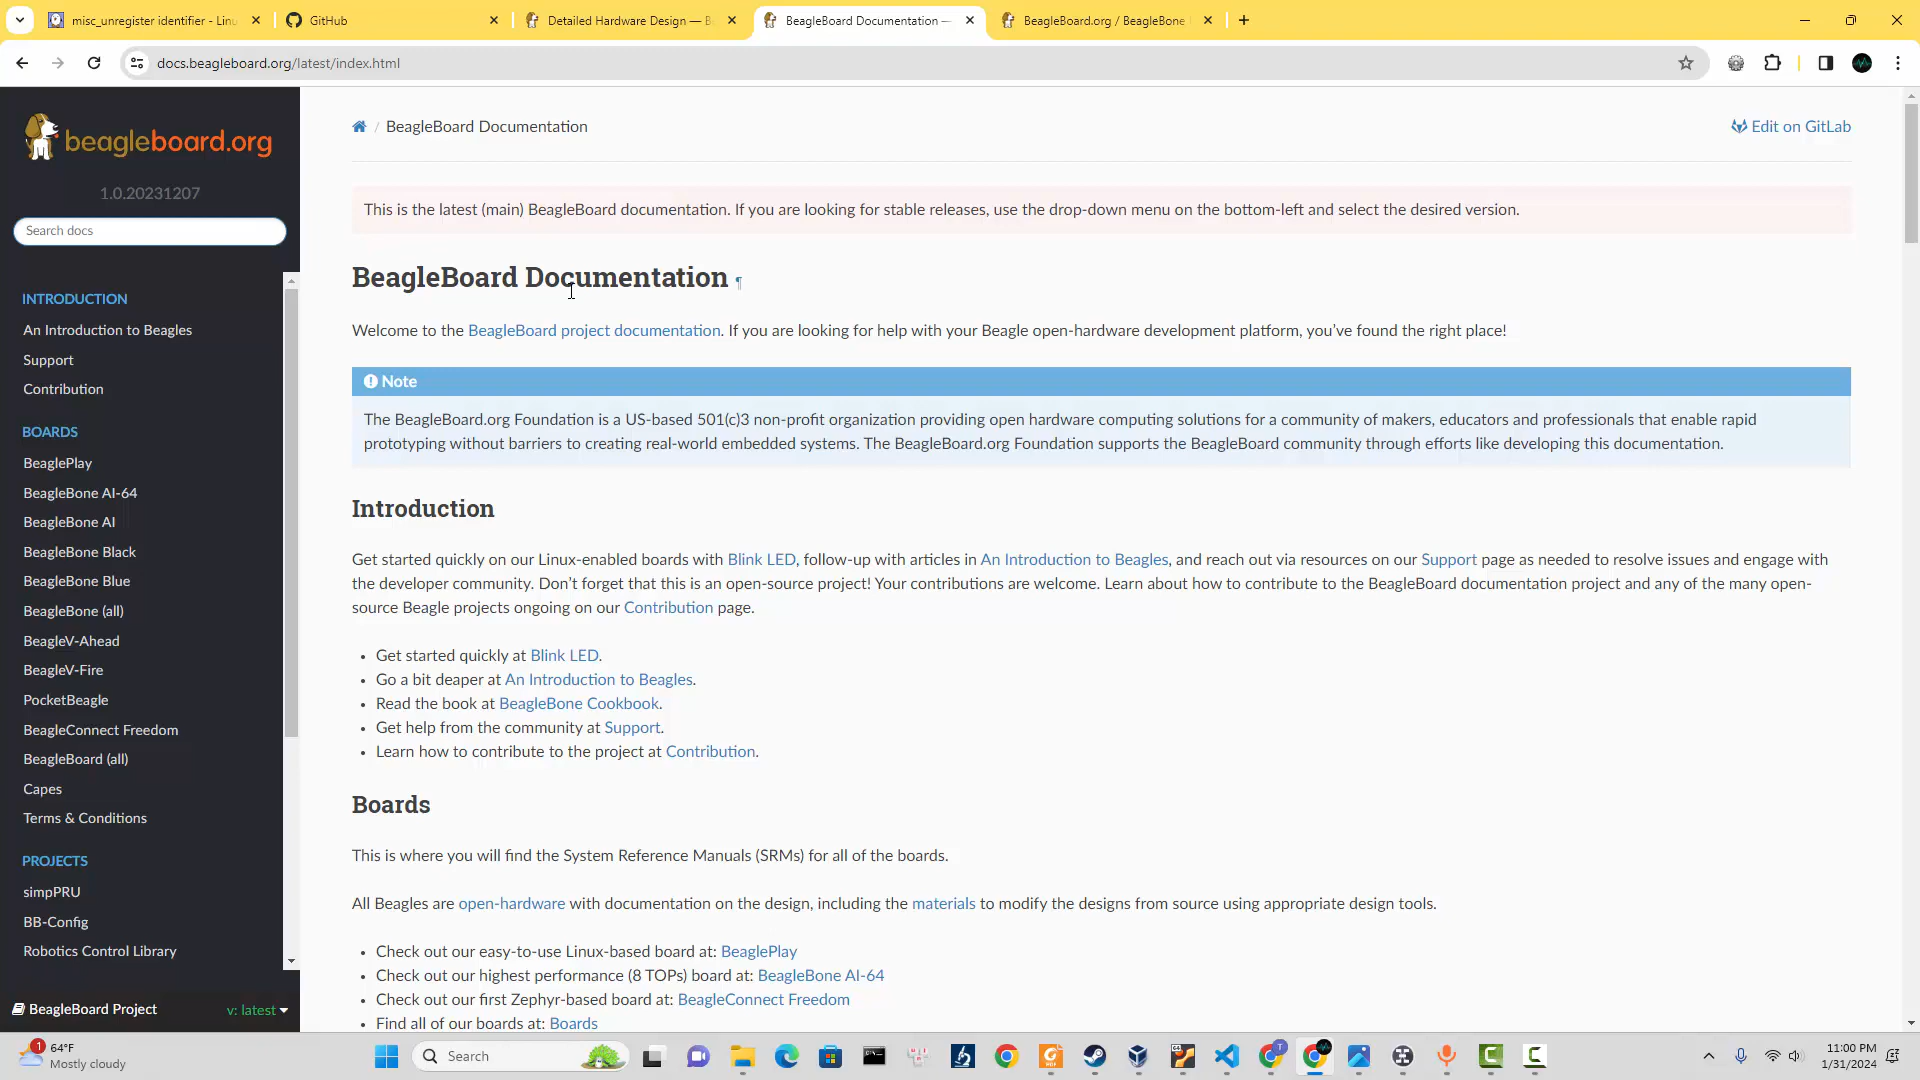 misc_unregister identifier - Linu
GitHub
Detailed Hardware Design — B
BeagleBoard Documentation —
BeagleBoard.org / BeagleBone
docs.beagleboard.org/latest/index.html
beagleboard.org
1.0.20231207
Search docs
INTRODUCTION
An Introduction to Beagles
Support
Contribution
BOARDS
BeaglePlay
BeagleBone AI-64
BeagleBone AI
BeagleBone Black
BeagleBone Blue
BeagleBone (all)
BeagleV-Ahead
BeagleV-Fire
PocketBeagle
BeagleConnect Freedom
BeagleBoard (all)
Capes
Terms & Conditions
PROJECTS
simpPRU
BB-Config
Robotics Control Library
BeagleBoard Project
v: latest
/ BeagleBoard Documentation
Edit on GitLab
This is the latest (main) BeagleBoard documentation. If you are looking for stable releases, use the drop-down menu on the bottom-left and select the desired version.
BeagleBoard Documentation ¶
Welcome to the BeagleBoard project documentation. If you are looking for help with your Beagle open-hardware development platform, you've found the right place!
Note
The BeagleBoard.org Foundation is a US-based 501(c)3 non-profit organization providing open hardware computing solutions for a community of makers, educators and professionals that enable rapid
prototyping without barriers to creating real-world embedded systems. The BeagleBoard.org Foundation supports the BeagleBoard community through efforts like developing this documentation.
Introduction
Get started quickly on our Linux-enabled boards with Blink LED, follow-up with articles in An Introduction to Beagles, and reach out via resources on our Support page as needed to resolve issues and engage with
the developer community. Don't forget that this is an open-source project! Your contributions are welcome. Learn about how to contribute to the BeagleBoard documentation project and any of the many open-
source Beagle projects ongoing on our Contribution page.
• Get started quickly at Blink LED.
• Go a bit deaper at An Introduction to Beagles.
• Read the book at BeagleBone Cookbook.
• Get help from the community at Support.
• Learn how to contribute to the project at Contribution.
Boards
This is where you will find the System Reference Manuals (SRMs) for all of the boards.
All Beagles are open-hardware with documentation on the design, including the materials to modify the designs from source using appropriate design tools.
• Check out our easy-to-use Linux-based board at: BeaglePlay
• Check out our highest performance (8 TOPs) board at: BeagleBone AI-64
• Check out our first Zephyr-based board at: BeagleConnect Freedom
• Find all of our boards at: Boards
1
64°F
Mostly cloudy
Search
T
11:00 PM
1/31/2024